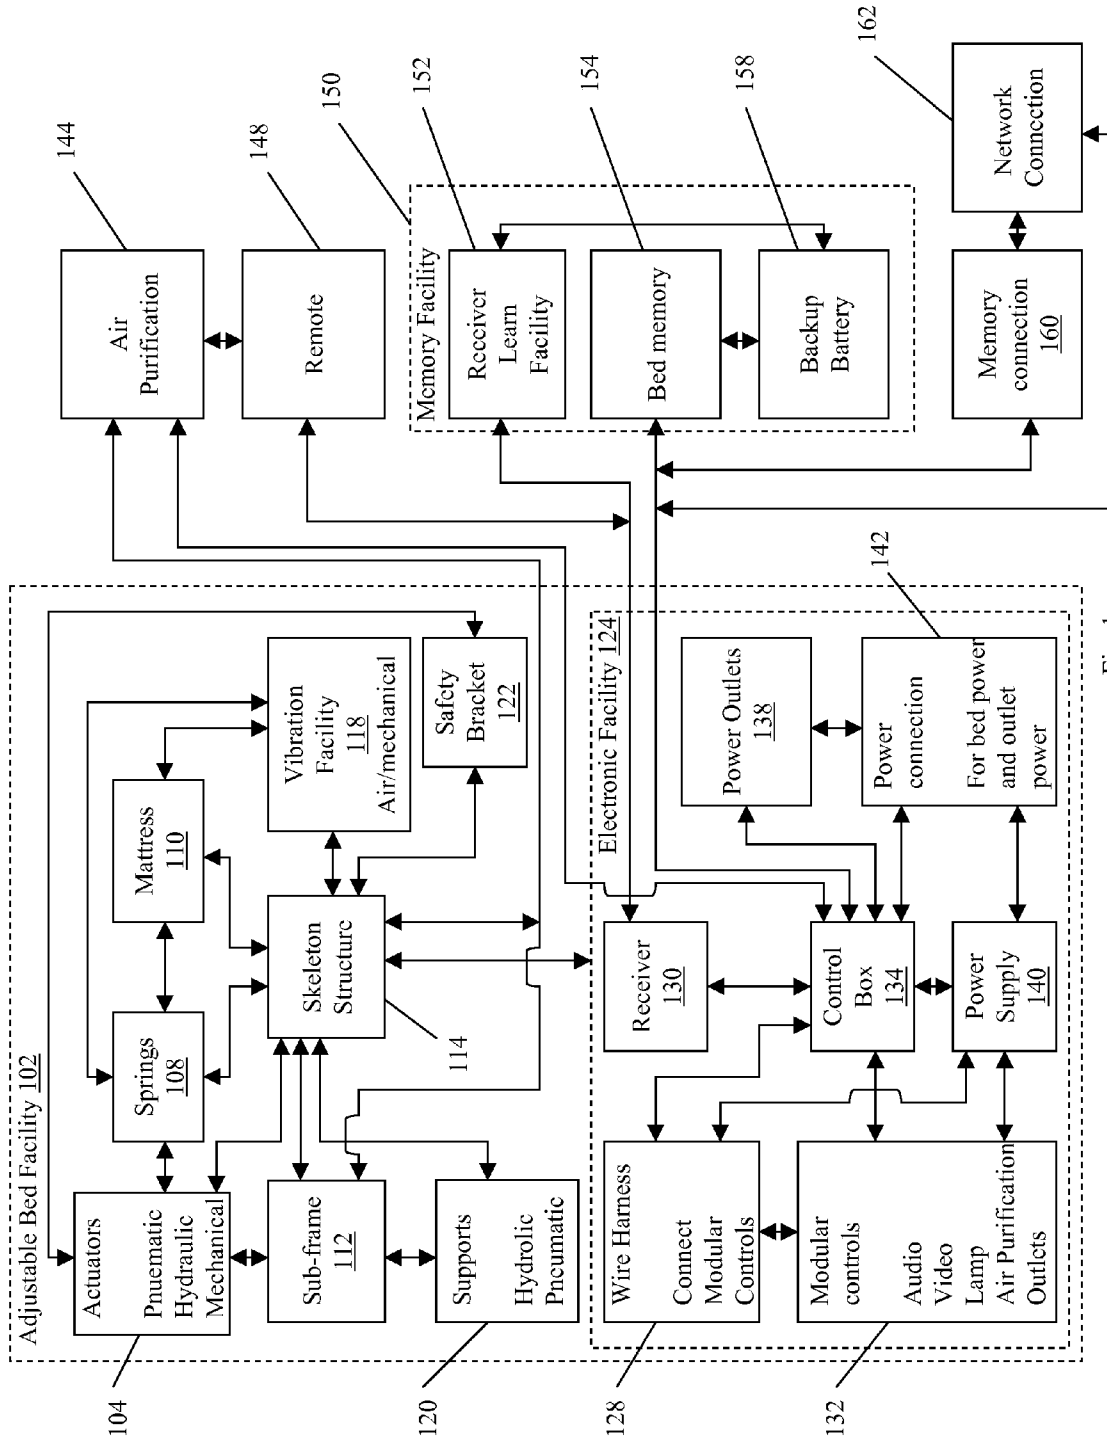 Adjustable Bed Facility 102
104
Actuators
Pnuematic
Hydraulic
Mechanical
Springs
108
Mattress
110
Vibration
Facility
118
Air/mechanical
Sub-frame
112
Skeleton
Structure
114
Safety
Bracket
122
120
Supports
Hydrolic
Pneumatic
Electronic Facility 124
128
Wire Harness
Connect
Modular
Controls
Receiver
130
Power Outlets
138
132
Modular
controls
Audio
Video
Lamp
Air Purification
Outlets
Control
Box
134
Power
Supply
140
Power
connection
For bed power
and outlet
power
142
Air
Purification
144
Remote
148
Memory Facility
150
Receiver
Learn
Facility
152
Bed memory
154
Backup
Battery
158
Memory
connection
160
Network
Connection
162